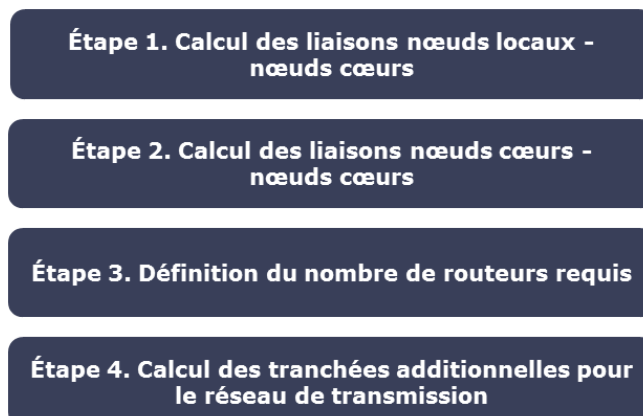 Étape 1. Calcul des liaisons nœuds locaux -
nœuds cœurs
Étape 2. Calcul des liaisons nœuds cœurs -
nœuds cœurs
Étape 3. Définition du nombre de routeurs requis
Étape 4. Calcul des tranchées additionnelles pour
le réseau de transmission